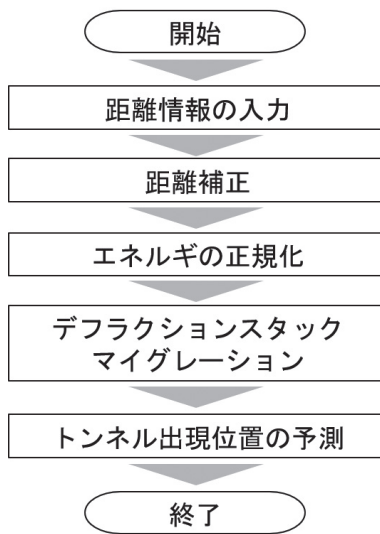 開始
距離情報の入力
距離補正
エネルギの正規化
デフラクションスタック
マイグレーション
トンネル出現位置の予測
終了